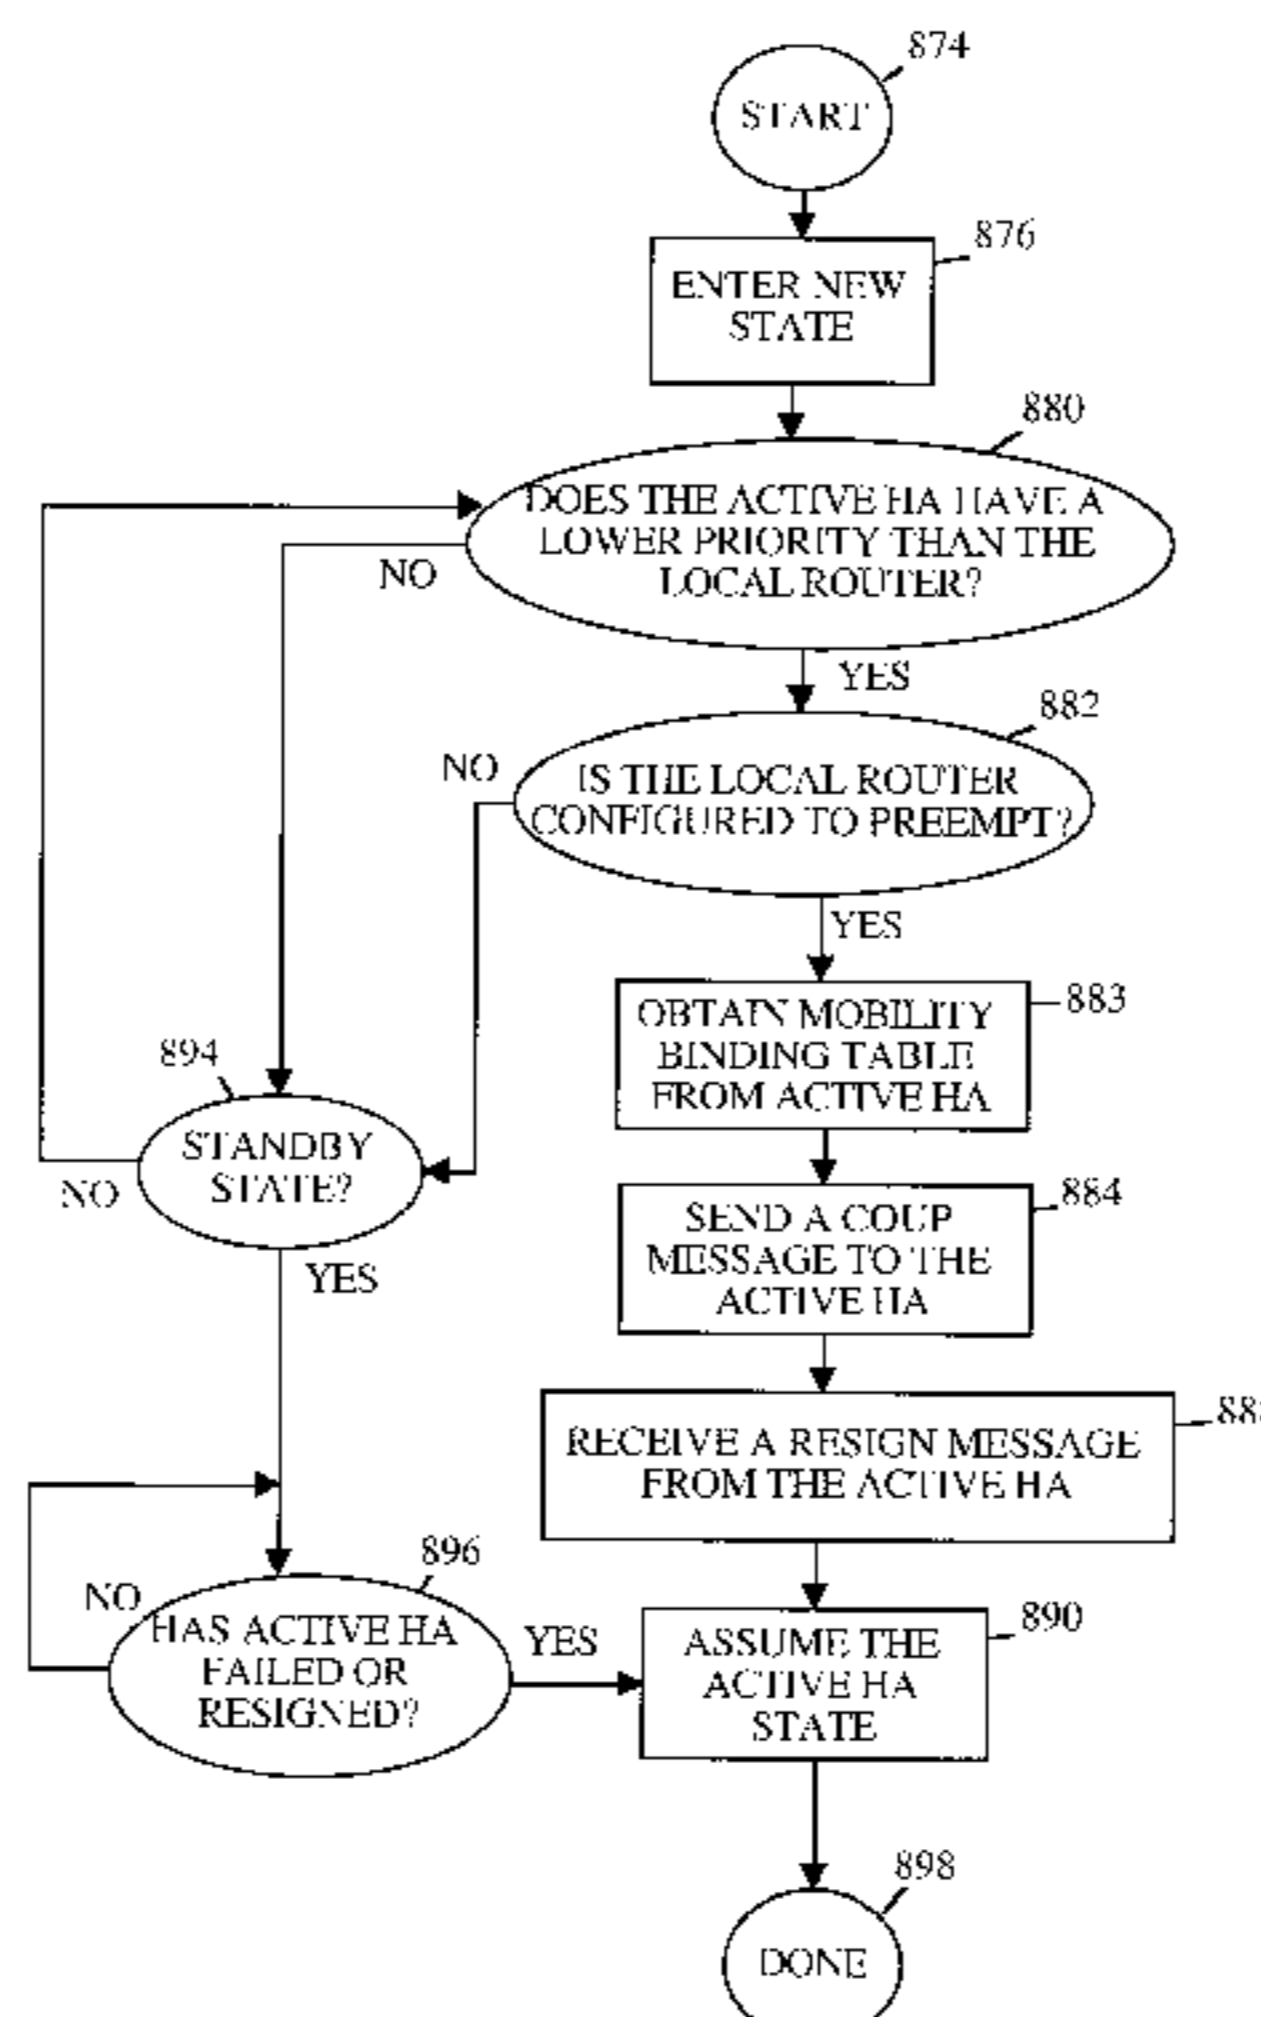 874
START
876
ENTER NEW
STATE
880
DOES THE ACTIVE HA HAVE A
LOWER PRIORITY THAN THE
LOCAL ROUTER?
NO
YES
882
NO
IS THE LOCAL ROUTER
CONFIGURED TO PREEMPT?
YES
883
OBTAIN MOBILITY
BINDING TABLE
FROM ACTIVE HA
894
STANDBY
STATE?
NO
YES
884
SEND A COUP
MESSAGE TO THE
ACTIVE HA
RECEIVE A RESIGN MESSAGE
FROM THE ACTIVE HA
896
NO
HAS ACTIVE HA
FAILED OR
RESIGNED?
YES
890
ASSUME THE
ACTIVE HA
STATE
898
DONE